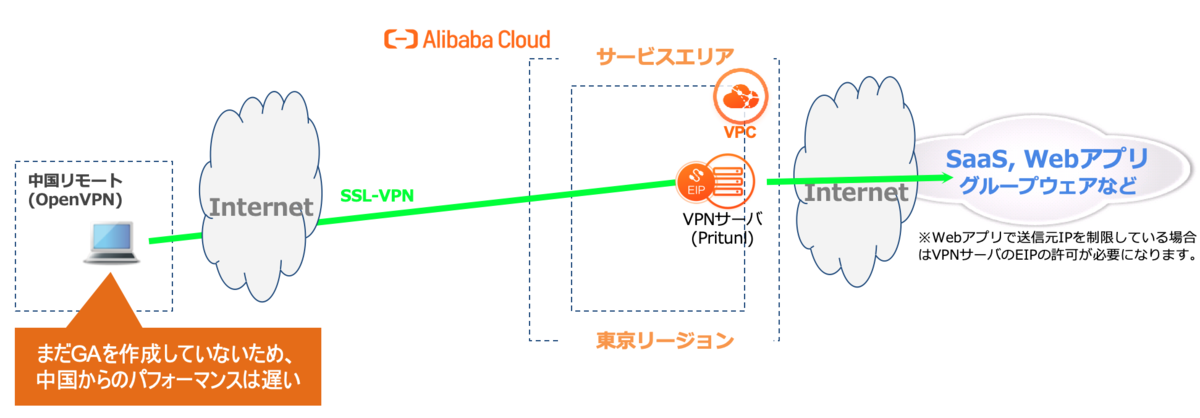 Alibaba Cloud
サービスエリア
VPC
中国リモート
(OpenVPN)
Internet
SSL-VPN
EIP
VPNサーバ
(Pritunl)
Internet
SaaS, Webアプリ
グループウェアなど
※Webアプリで送信元IPを制限している場合
はVPNサーバのEIPの許可が必要になります。
東京リージョン
まだGAを作成していないため、
中国からのパフォーマンスは遅い